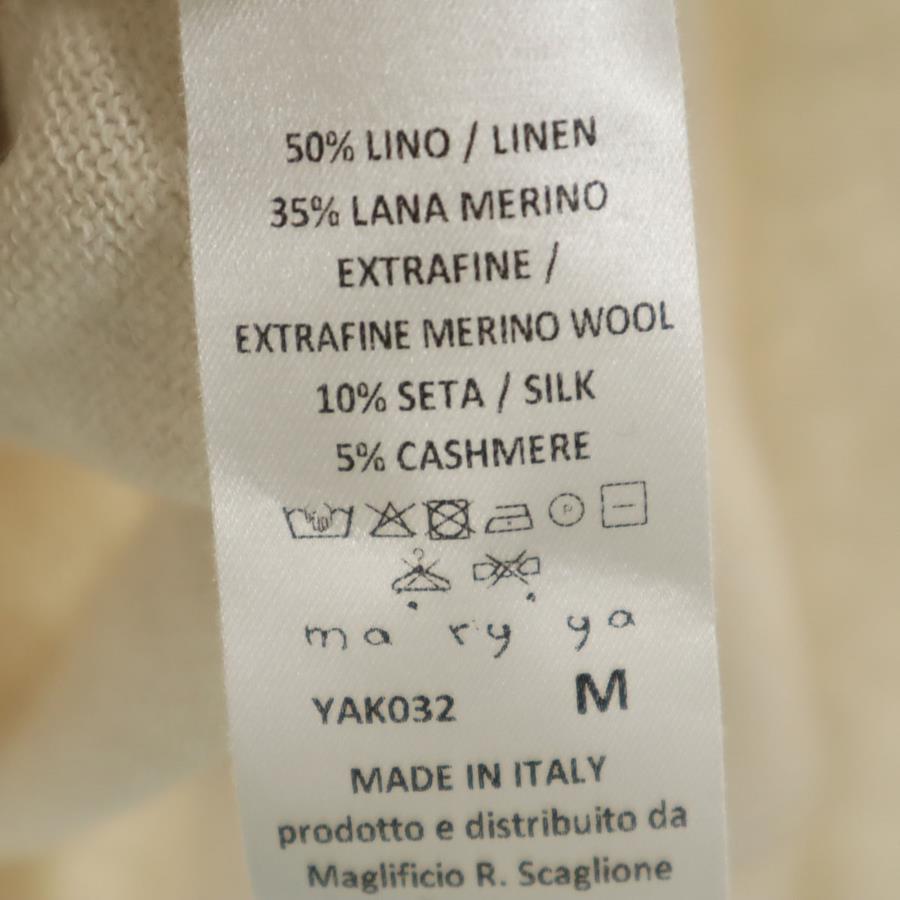 50% LINO / LINEN
35% LANA MERINO
EXTRAFINE /
EXTRAFINE MERINO WOOL
10% SETA / SILK
5% CASHMERE
P
ma ry ya
YAK032 M
MADE IN ITALY
prodotto e distribuito da
Maglificio R. Scaglione